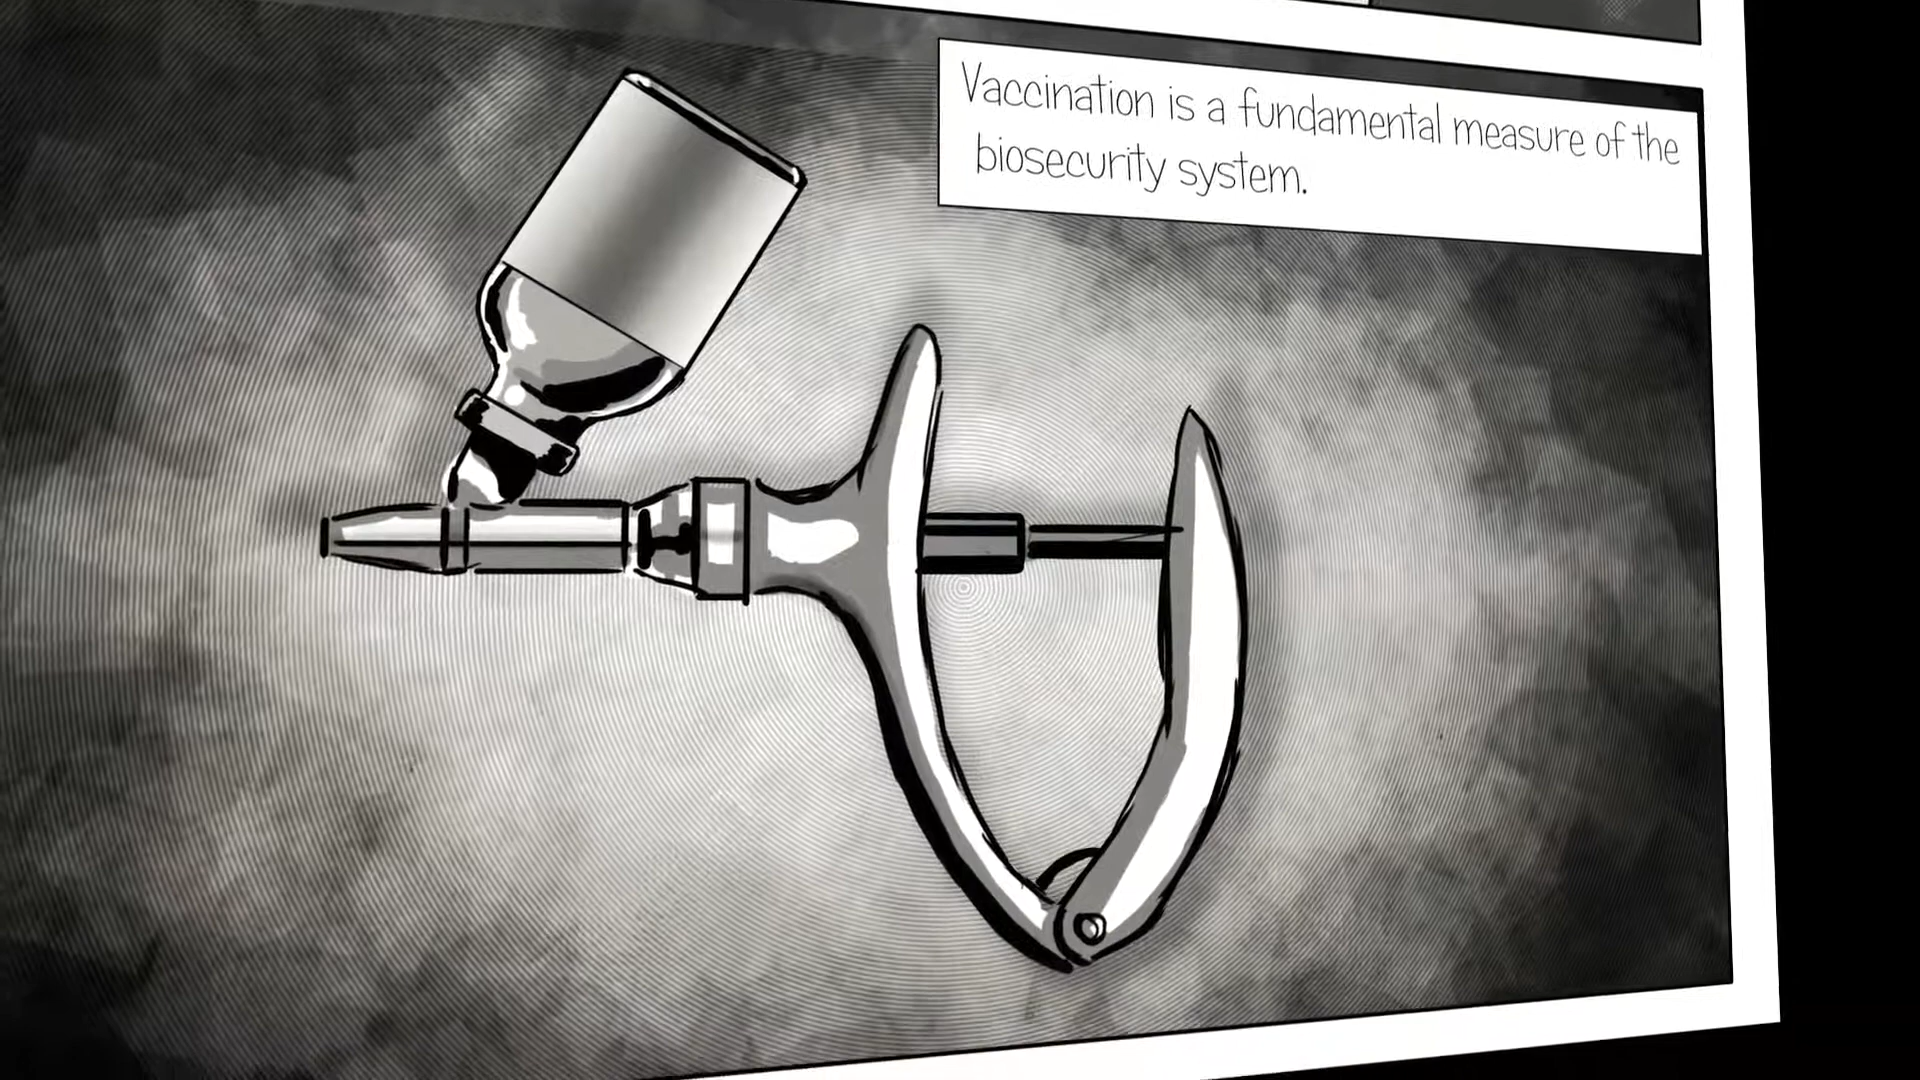 Vaccination is a fundamental measure of the
biosecurity system.